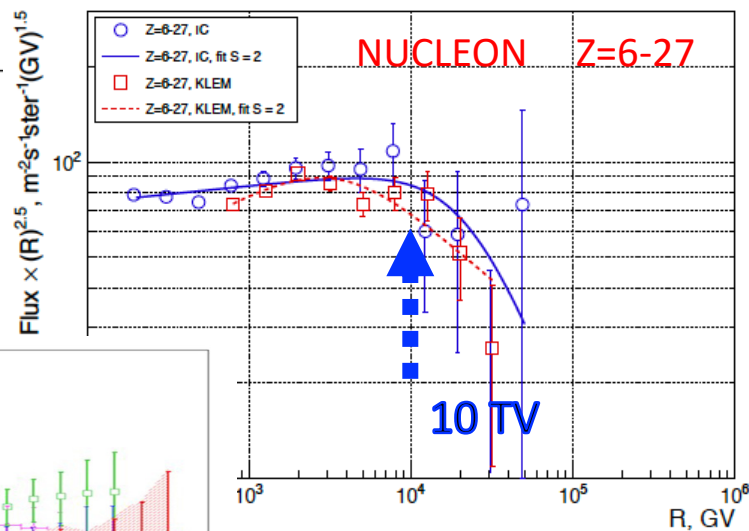 Z=6-27, IC
Z=6-27, IC, fit S = 2
Z=6-27, KLEM
Z=6-27, KLEM, fit S = 2
NUCLEON Z=6-27
Flux × (R)^2.5, m^-2s^-1ster^-1(GV)^1.5
10^2
10 TV
10^3 10^4 10^5 10^6
R, GV